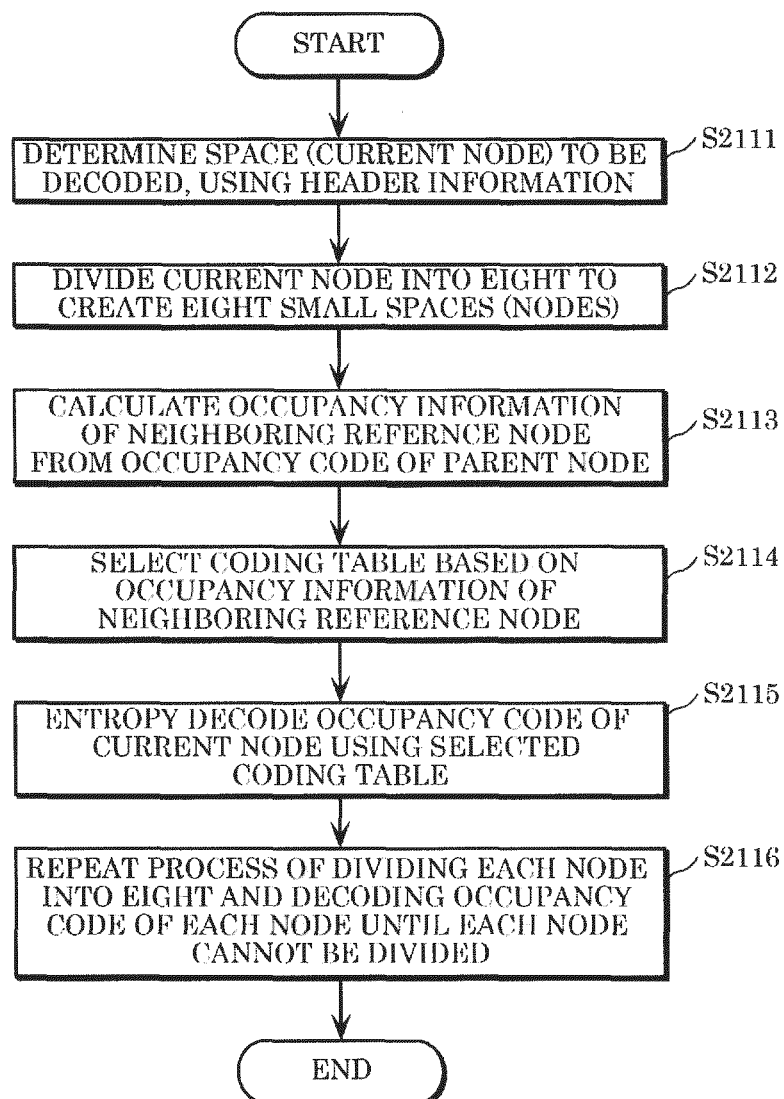 START
DETERMINE SPACE (CURRENT NODE) TO BE
DECODED, USING HEADER INFORMATION
S2111
DIVIDE CURRENT NODE INTO EIGHT TO
CREATE EIGHT SMALL SPACES (NODES)
S2112
CALCULATE OCCUPANCY INFORMATION
OF NEIGHBORING REFERNCE NODE
FROM OCCUPANCY CODE OF PARENT NODE
S2113
SELECT CODING TABLE BASED ON
OCCUPANCY INFORMATION OF
NEIGHBORING REFERENCE NODE
S2114
ENTROPY DECODE OCCUPANCY CODE OF
CURRENT NODE USING SELECTED
CODING TABLE
S2115
REPEAT PROCESS OF DIVIDING EACH NODE
INTO EIGHT AND DECODING OCCUPANCY
CODE OF EACH NODE UNTIL EACH NODE
CANNOT BE DIVIDED
S2116
END